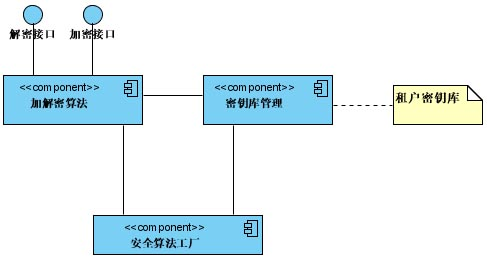 解密接口 加密接口
<<component>>
加解密算法
<<component>>
密钥库管理
租户密钥库
<<component>>
安全算法工厂